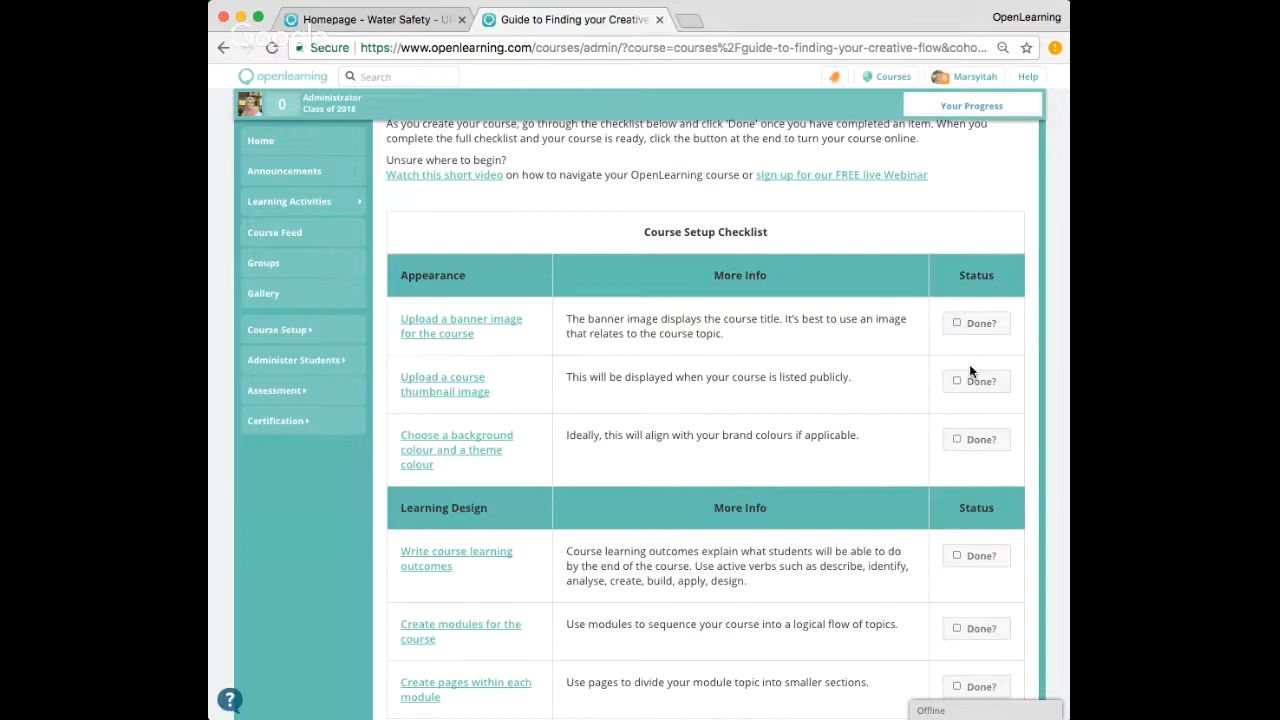 Homepage - Water Safety - U
Guide to Finding your Creative
OpenLearning
Google
Secure
https://www.openlearning.com/courses/admin/?course=courses%2Fguide-to-finding-your-creative-flow&coho...
openlearning
Search
Courses
Marsyitah
Help
0
Administrator
Class of 2018
Your Progress
Home
Announcements
Learning Activities
Course Feed
Groups
Gallery
Course Setup
Administer Students
Assessment
Certification
As you create your course, go through the checklist below and click 'Done' once you have completed an item. When you
complete the full checklist and your course is ready, click the button at the end to turn your course online.
Unsure where to begin?
Watch this short video on how to navigate your OpenLearning course or sign up for our FREE live Webinar
Course Setup Checklist
Appearance
More Info
Status
Upload a banner image
for the course
The banner image displays the course title. It's best to use an image
that relates to the course topic.
Done?
Upload a course
thumbnail image
This will be displayed when your course is listed publicly.
Done?
Choose a background
colour and a theme
colour
Ideally, this will align with your brand colours if applicable.
Done?
Learning Design
More Info
Status
Write course learning
outcomes
Course learning outcomes explain what students will be able to do
by the end of the course. Use active verbs such as describe, identify,
analyse, create, build, apply, design.
Done?
Create modules for the
course
Use modules to sequence your course into a logical flow of topics.
Done?
Create pages within each
module
Use pages to divide your module topic into smaller sections.
Done?
?
Offline